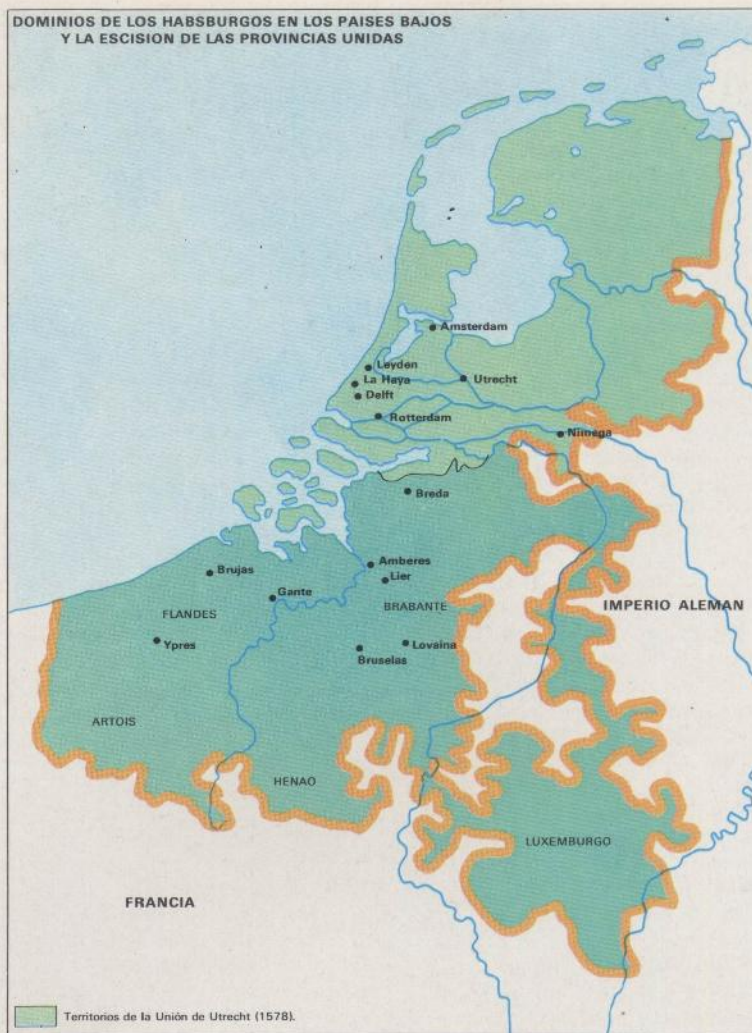 DOMINIOS DE LOS HABSBURGOS EN LOS PAISES BAJOS
Y LA ESCISION DE LAS PROVINCIAS UNIDAS
Amsterdam
Leyden
La Haya
Utrecht
Delft
Rotterdam
Nimega
Breda
Amberes
Brujas
Lier
Gante
BRABANTE
IMPERIO ALEMAN
FLANDES
Ypres
Lovaina
Bruselas
ARTOIS
HENAO
LUXEMBURGO
FRANCIA
Territorios de la Unión de Utrecht (1578).